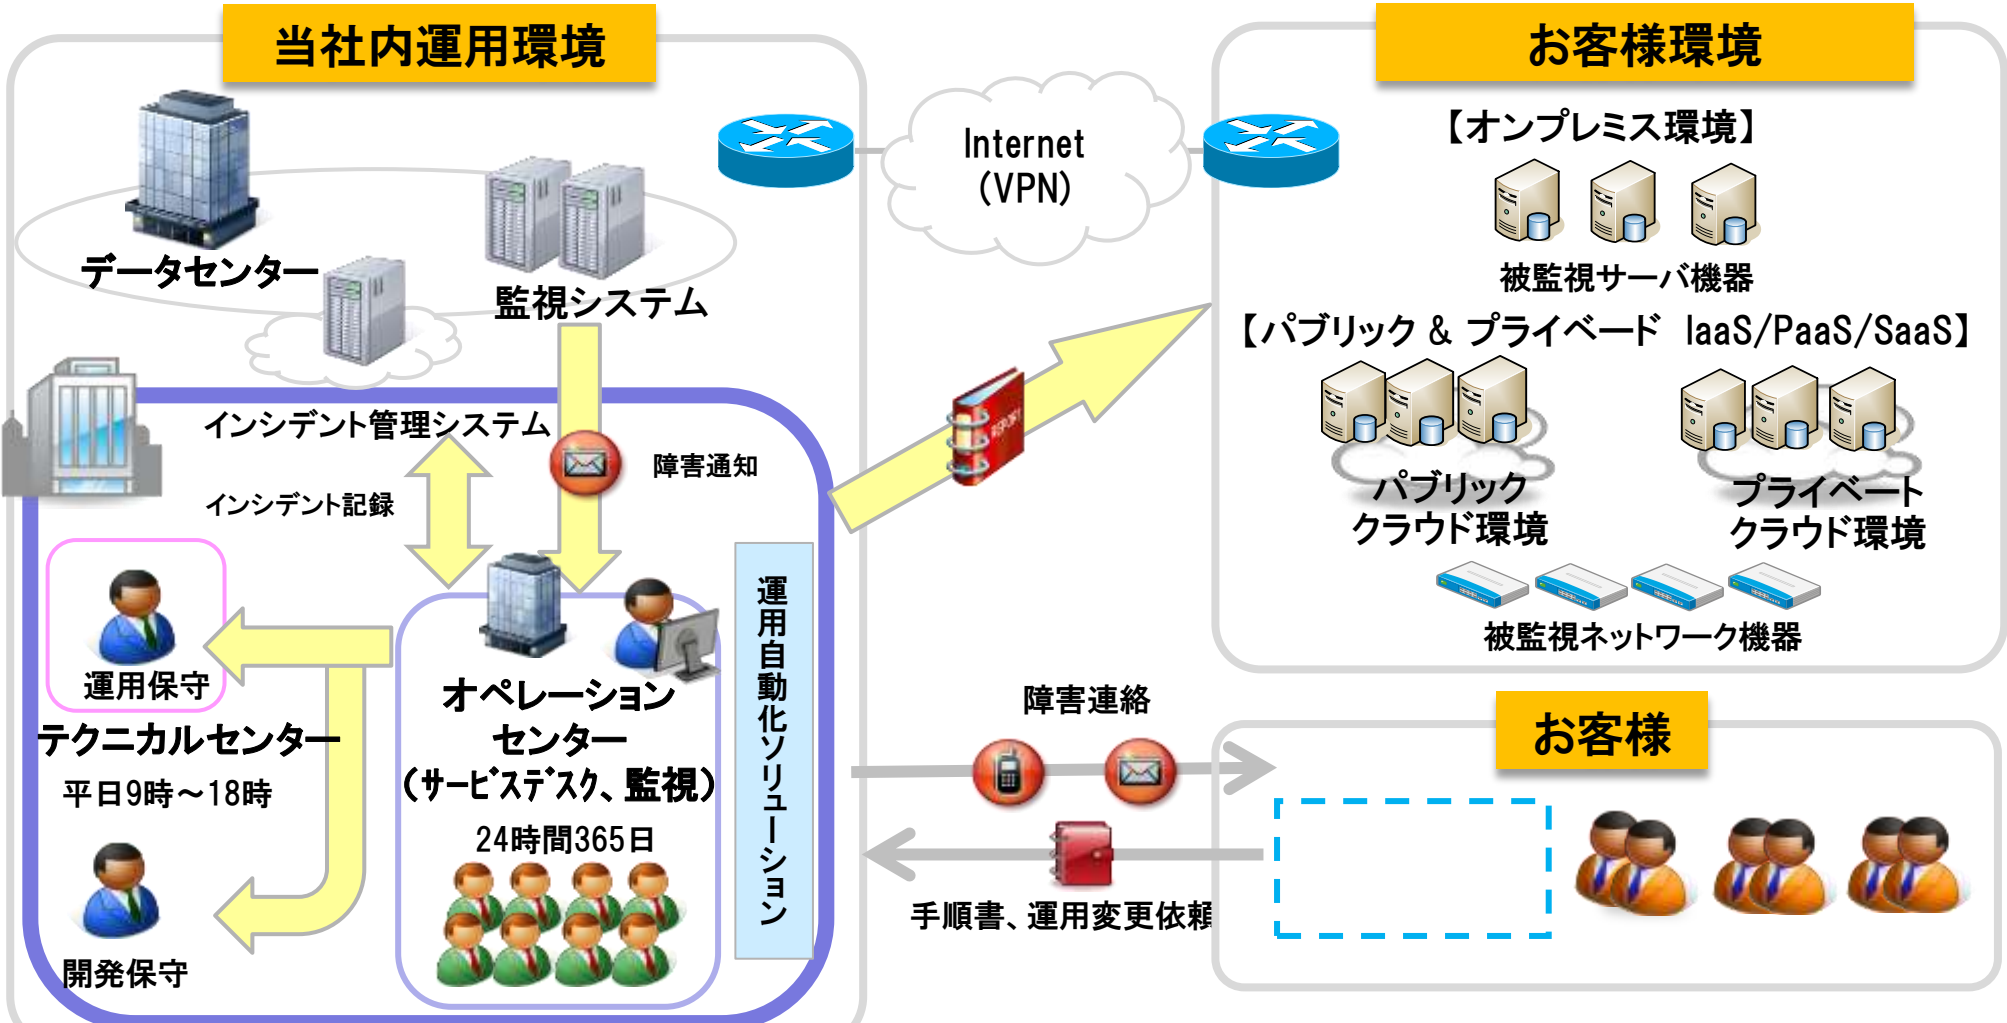 当社内運用環境
お客様環境
Internet
(VPN)
【オンプレミス環境】
被監視サーバ機器
データセンター
監視システム
【パブリック & プライベード IaaS/PaaS/SaaS】
REPORT
パブリック
クラウド環境
プライベート
クラウド環境
被監視ネットワーク機器
インシデント管理システム
障害通知
インシデント記録
運用保守
テクニカルセンター
平日9時～18時
開発保守
オペレーション
センター
（ｻｰﾋﾞｽﾃﾞｽｸ、監視）
24時間365日
運用自動化ソリューション
障害連絡
手順書、運用変更依頼
お客様